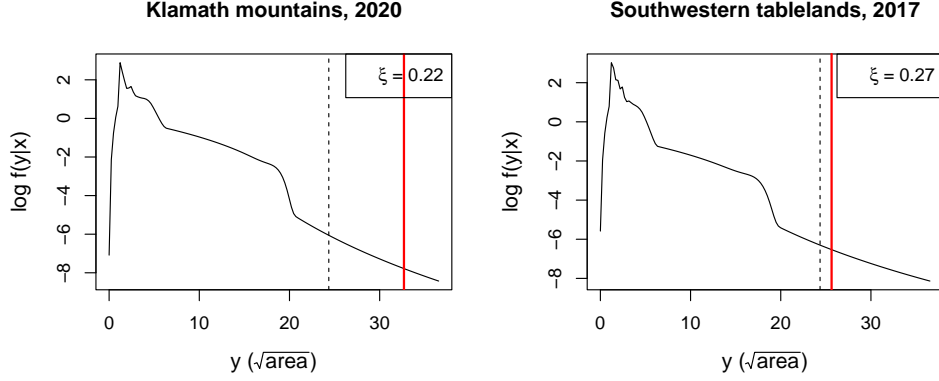 Klamath mountains, 2020
ξ = 0.22
log f(y|x)
2
0
−2
−4
−6
−8
0 10 20 30
y (√area)
Southwestern tablelands, 2017
ξ = 0.27
log f(y|x)
2
0
−2
−4
−6
−8
0 10 20 30
y (√area)